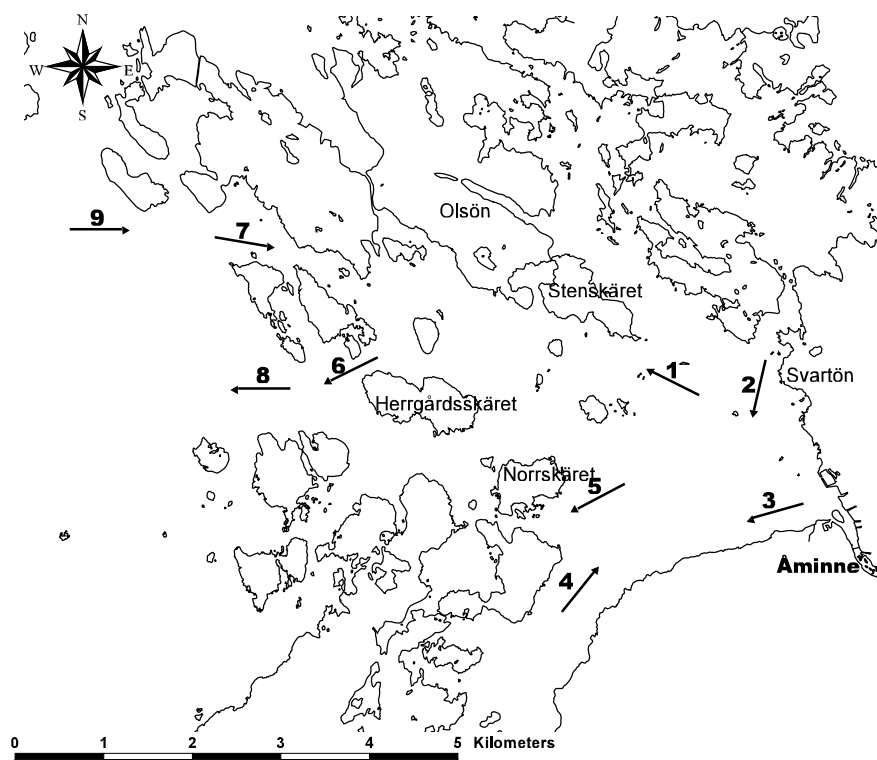 N
W E
S
9
7
Olsön
Stenskäret
6
1
8
2
Svartön
Herrgårdsskäret
Norrskäret
5
3
Åminne
4
0 1 2 3 4 5 Kilometers